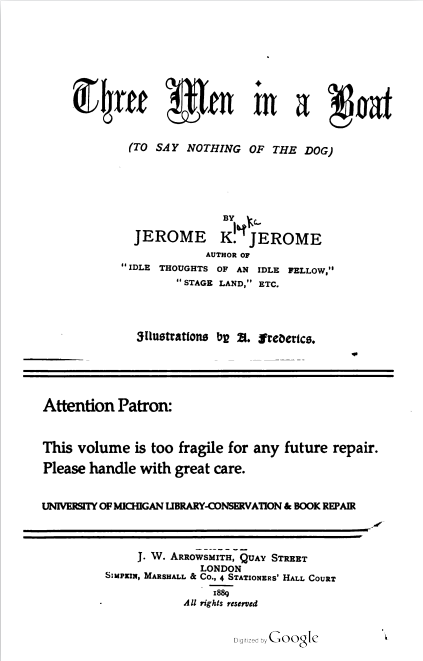 Three Men in a Boat
(TO SAY NOTHING OF THE DOG)
BY
JEROME K. JEROME
AUTHOR OF
"IDLE THOUGHTS OF AN IDLE FELLOW,"
"STAGE LAND," ETC.
Illustrations by A. Frederics.
Attention Patron:
This volume is too fragile for any future repair.
Please handle with great care.
UNIVERSITY OF MICHIGAN LIBRARY-CONSERVATION & BOOK REPAIR
J. W. ARROWSMITH, QUAY STREET
LONDON
SIMPKIN, MARSHALL & CO., 4 STATIONERS' HALL COURT
1889
All rights reserved
Digitized by Google